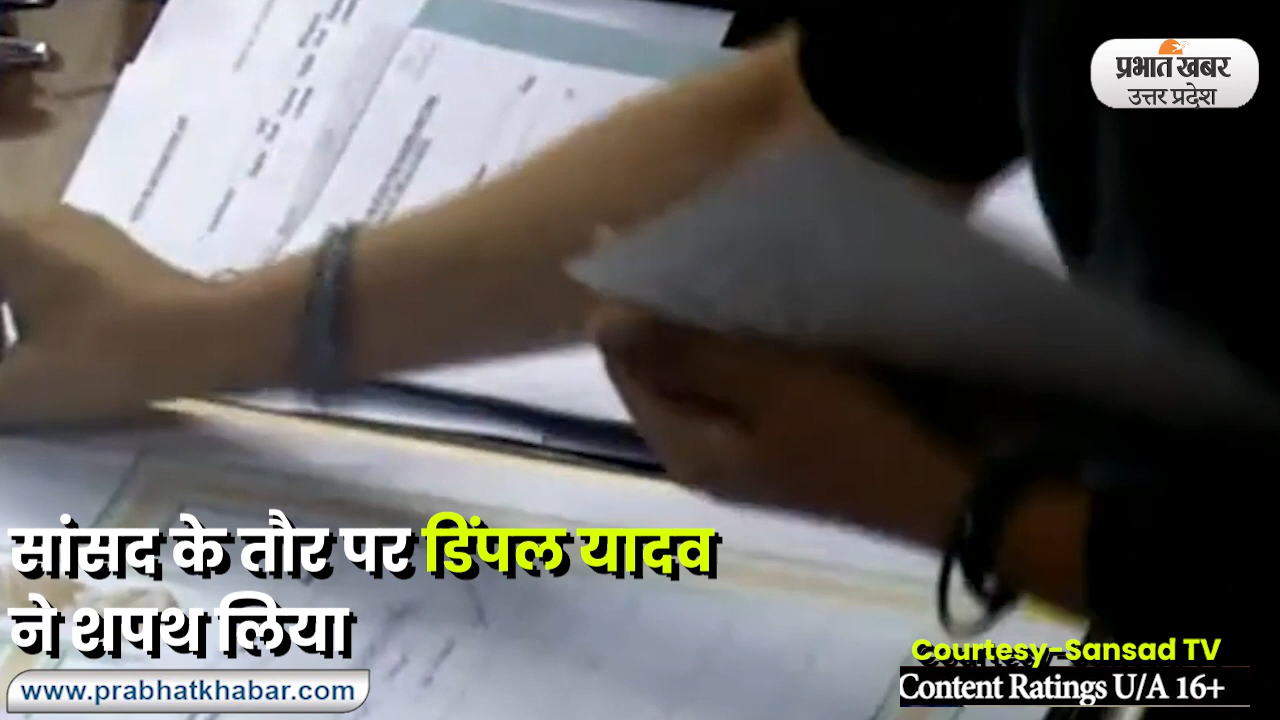 प्रभात खबर
उत्तर प्रदेश
सांसद के तौर पर डिंपल यादव
ने शपथ लिया
www.prabhatkhabar.com
Courtesy-Sansad TV
Content Ratings U/A 16+